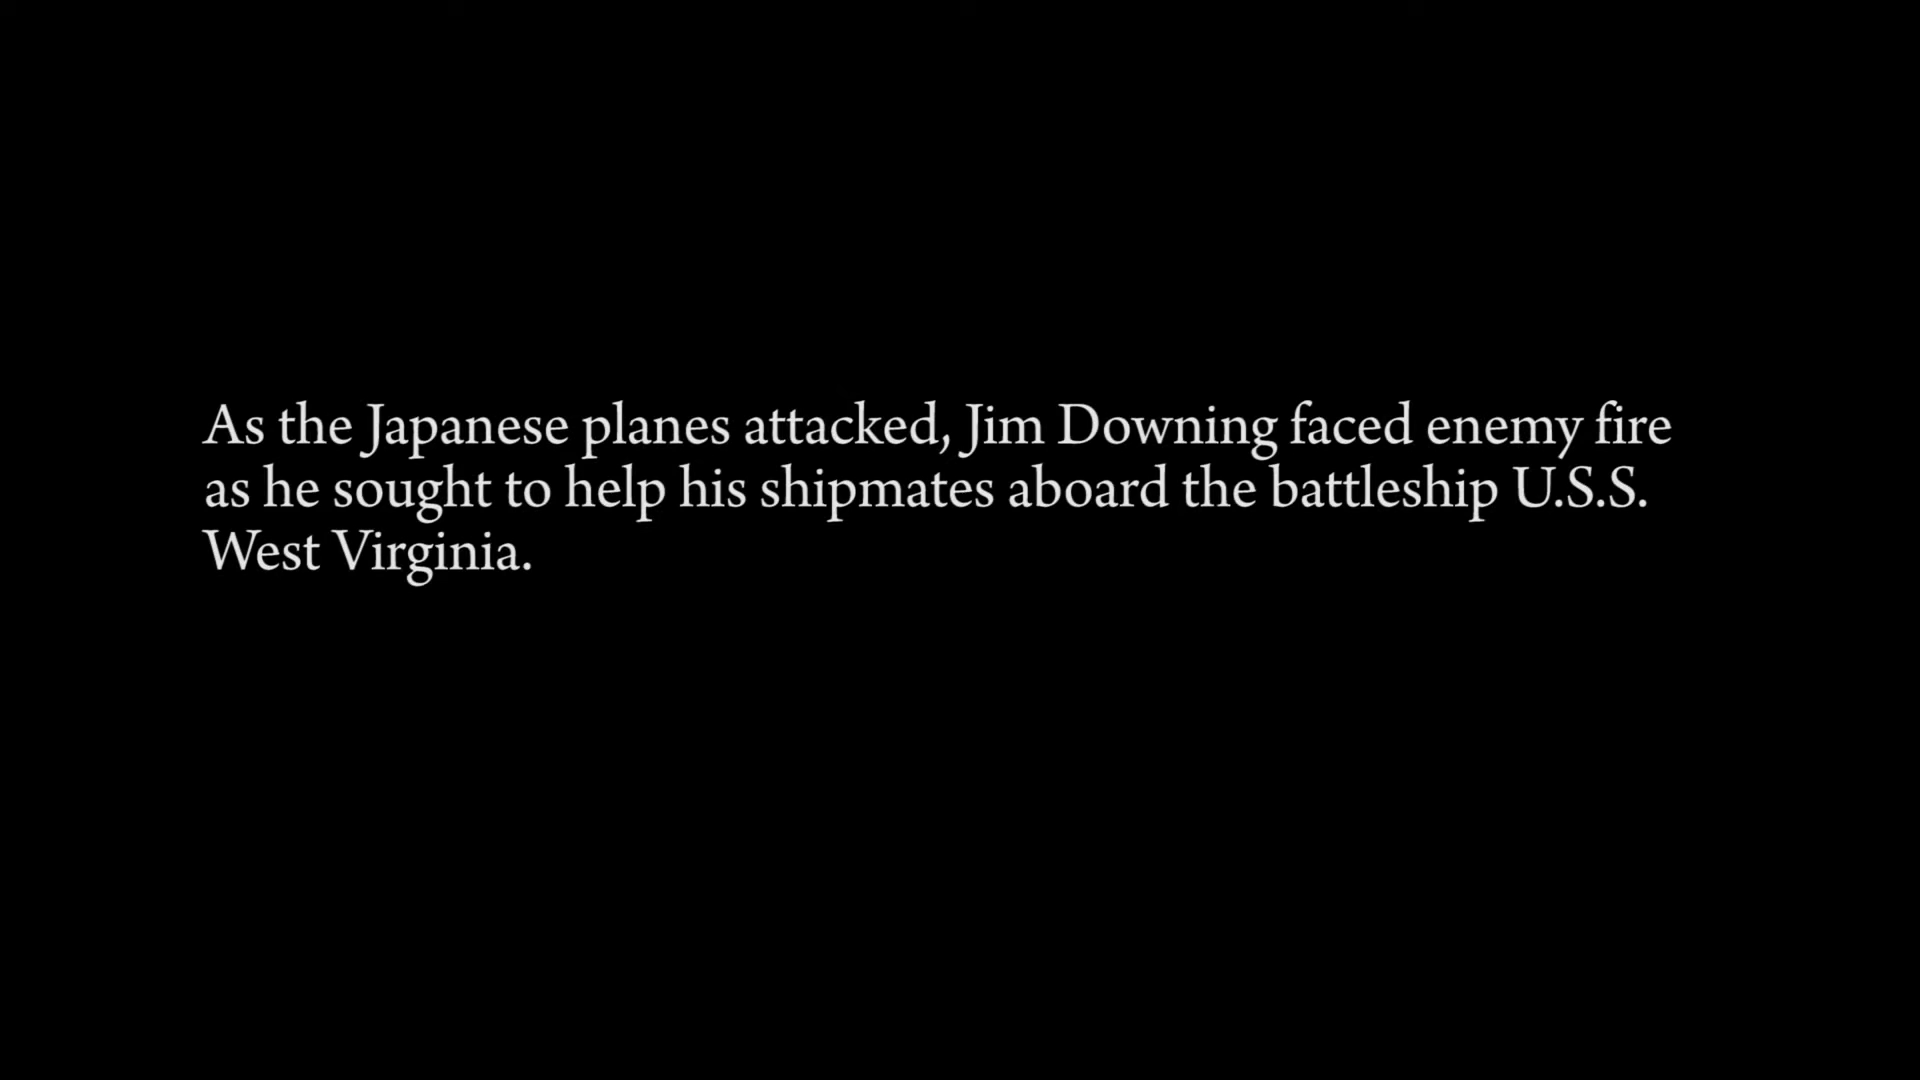 As the Japanese planes attacked, Jim Downing faced enemy fire
as he sought to help his shipmates aboard the battleship U.S.S.
West Virginia.